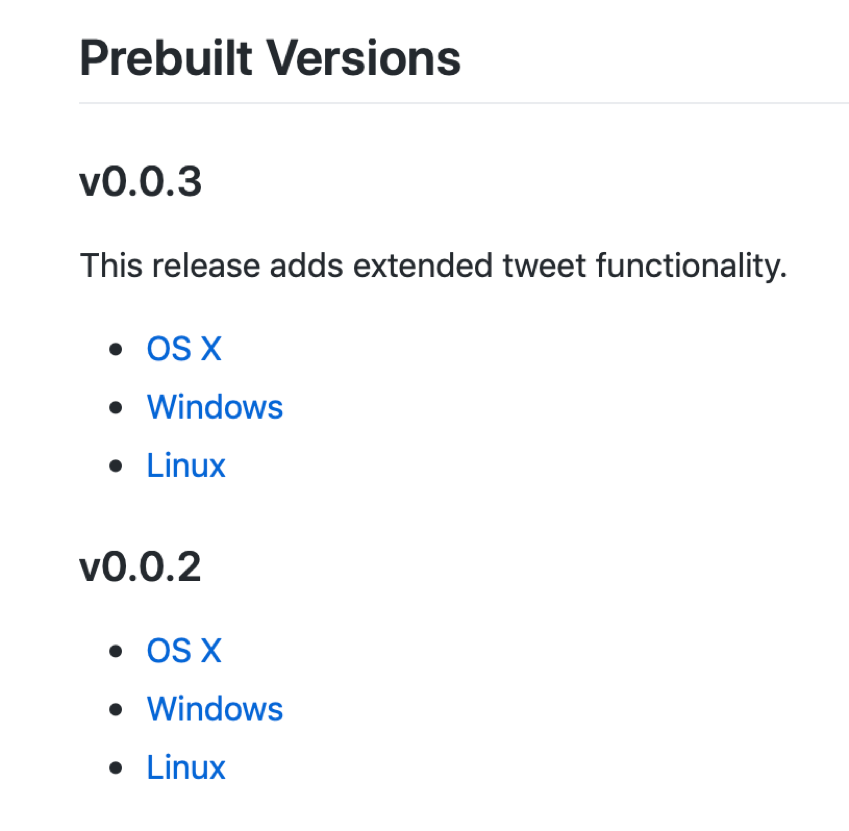 Prebuilt Versions
v0.0.3
This release adds extended tweet functionality.
OS X
Windows
Linux
v0.0.2
OS X
Windows
Linux